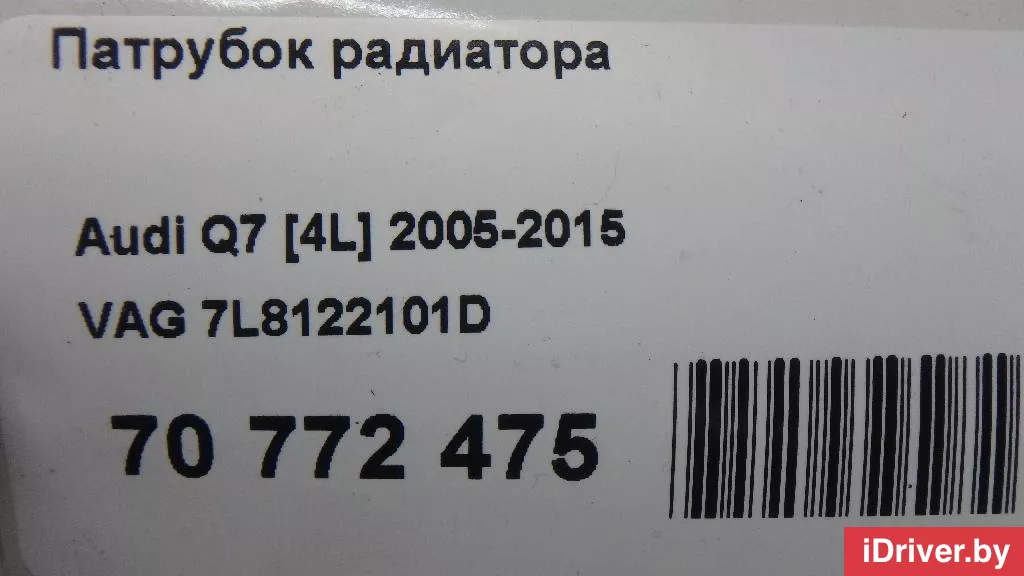 Патрубок радиатора
Audi Q7 [4L] 2005-2015
VAG 7L8122101D
70 772 475
iDriver.by